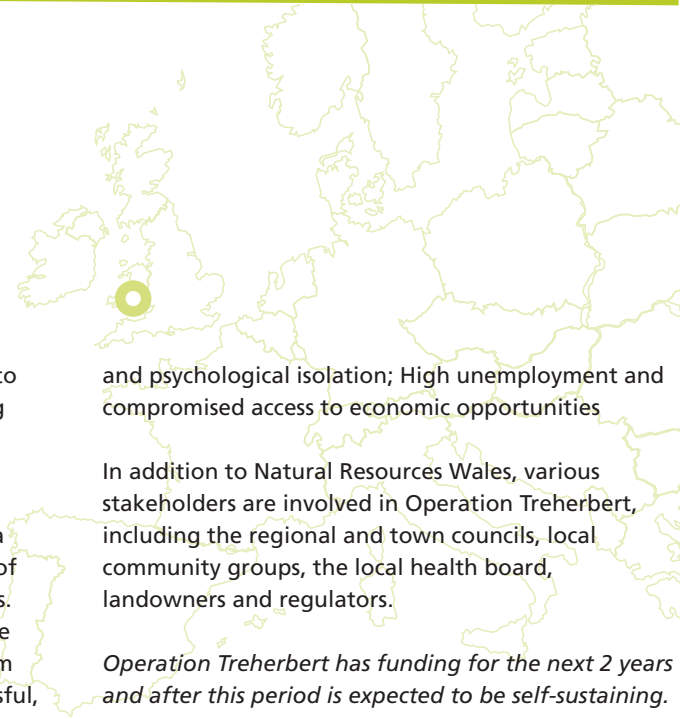 to
g
a
of
s.
e
m
sful,
and psychological isolation; High unemployment and
compromised access to economic opportunities
In addition to Natural Resources Wales, various
stakeholders are involved in Operation Treherbert,
including the regional and town councils, local
community groups, the local health board,
landowners and regulators.
Operation Treherbert has funding for the next 2 years
and after this period is expected to be self-sustaining.